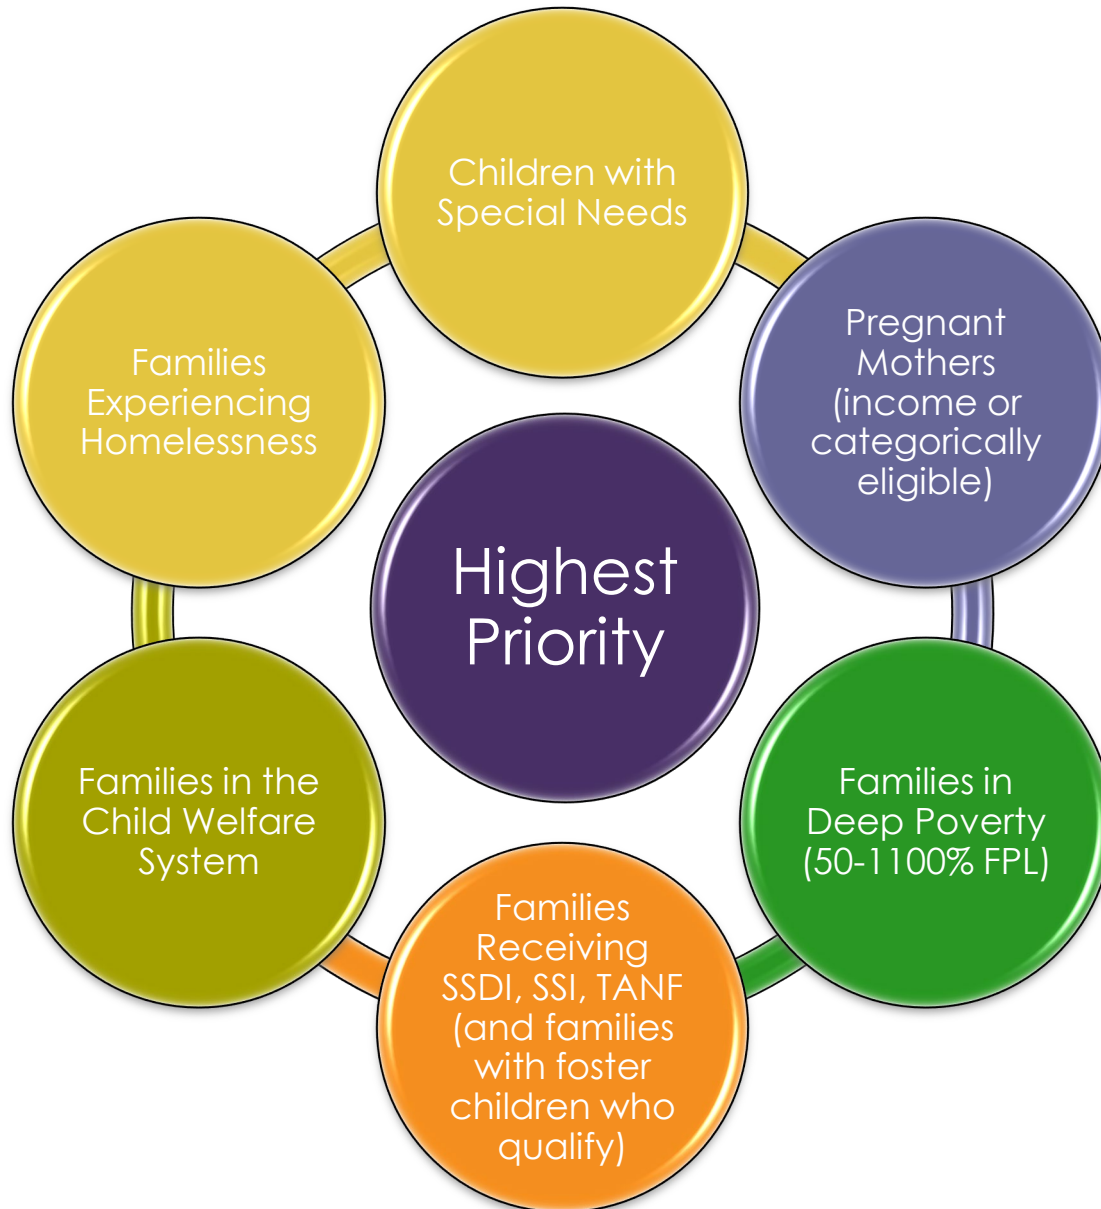 Children with
Special Needs
Pregnant
Mothers
(income or
categorically
eligible)
Families in
Deep Poverty
(50-1100% FPL)
Families
Receiving
SSDI, SSI, TANF
(and families
with foster
children who
qualify)
Families in the
Child Welfare
System
Families
Experiencing
Homelessness
Highest
Priority